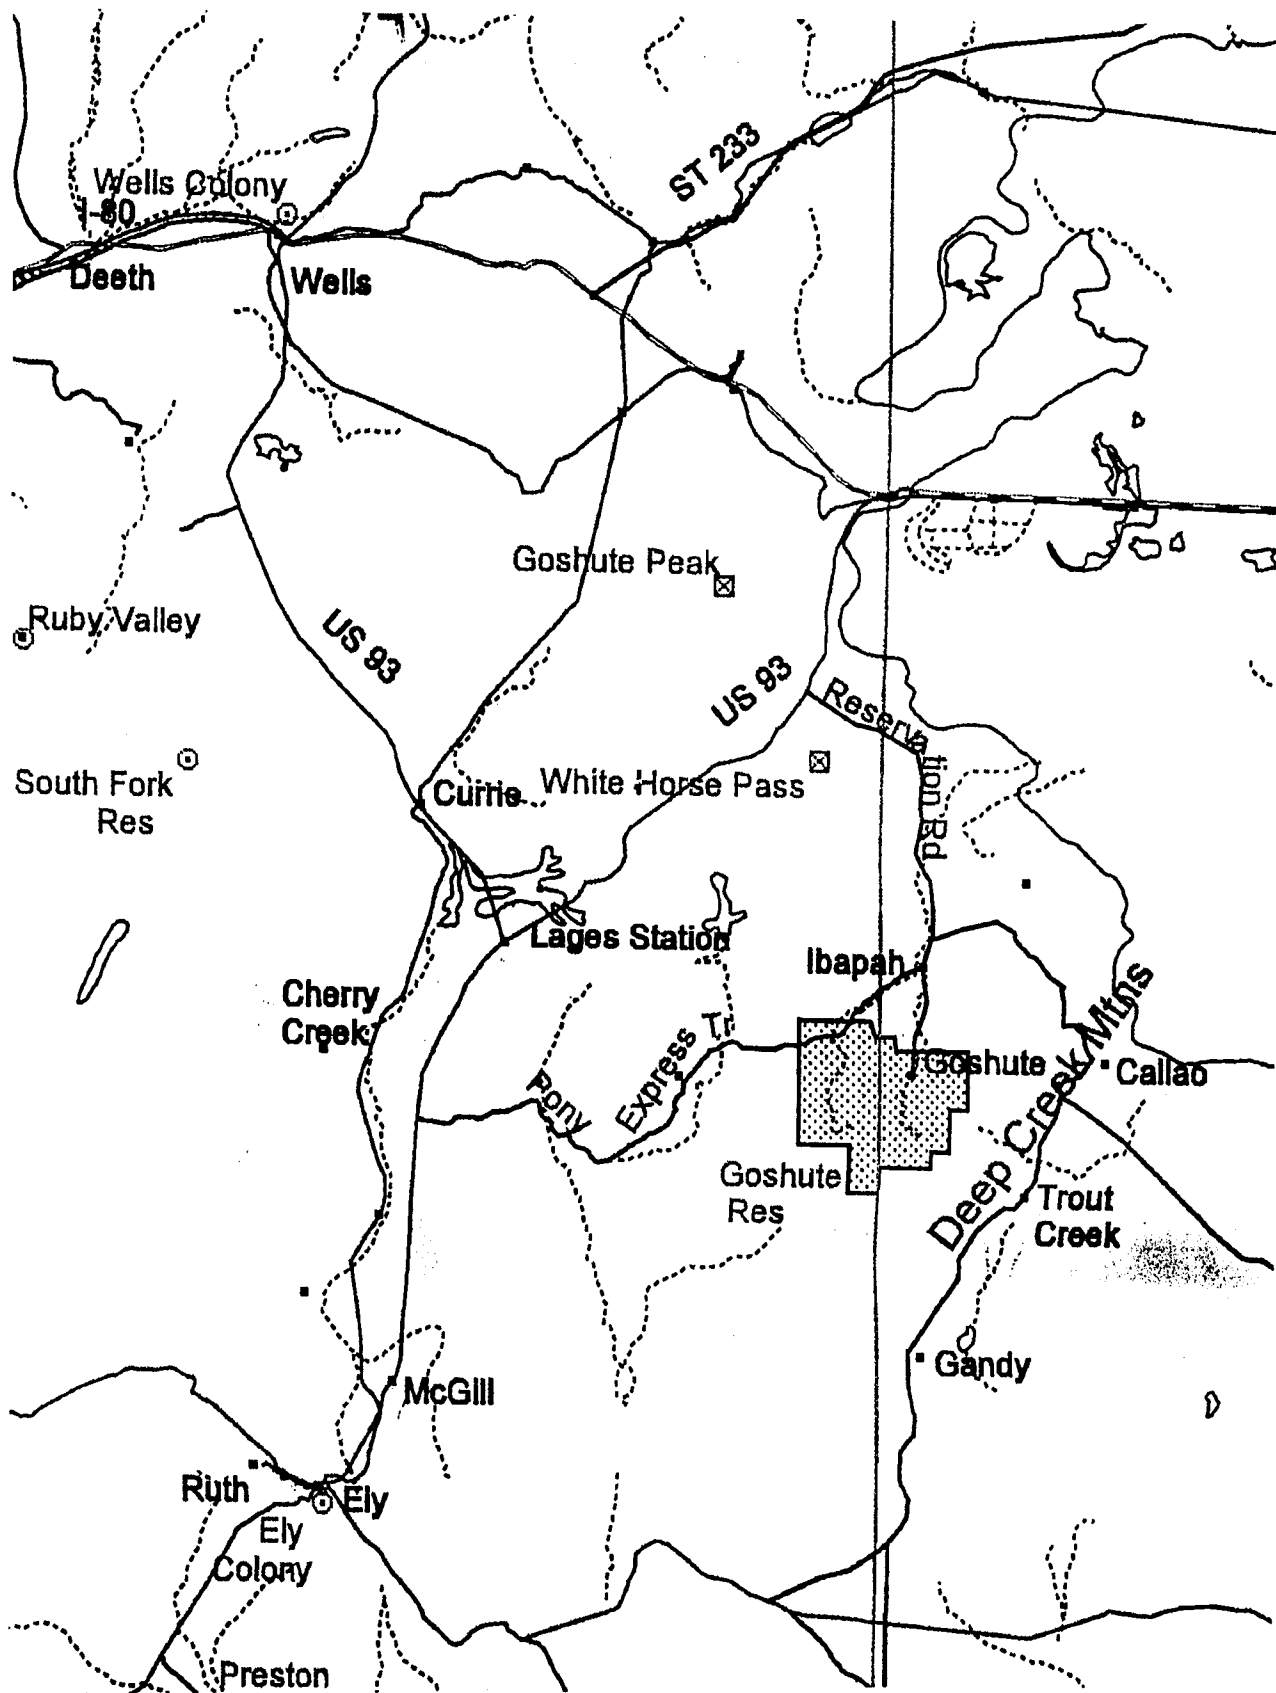 ST 233
Wells Colony
I-80
Deeth
Wells
Goshute Peak
Ruby Valley
US 93
US 93
Reservation Rd
South Fork
Res
Currie
White Horse Pass
Lages Station
Ibapah
Cherry
Creek
Pony Express Tr
Goshute
Callao
Deep Creek Mtns
Goshute
Res
Trout
Creek
Gandy
McGill
Ruth
Ely
Ely
Colony
Preston